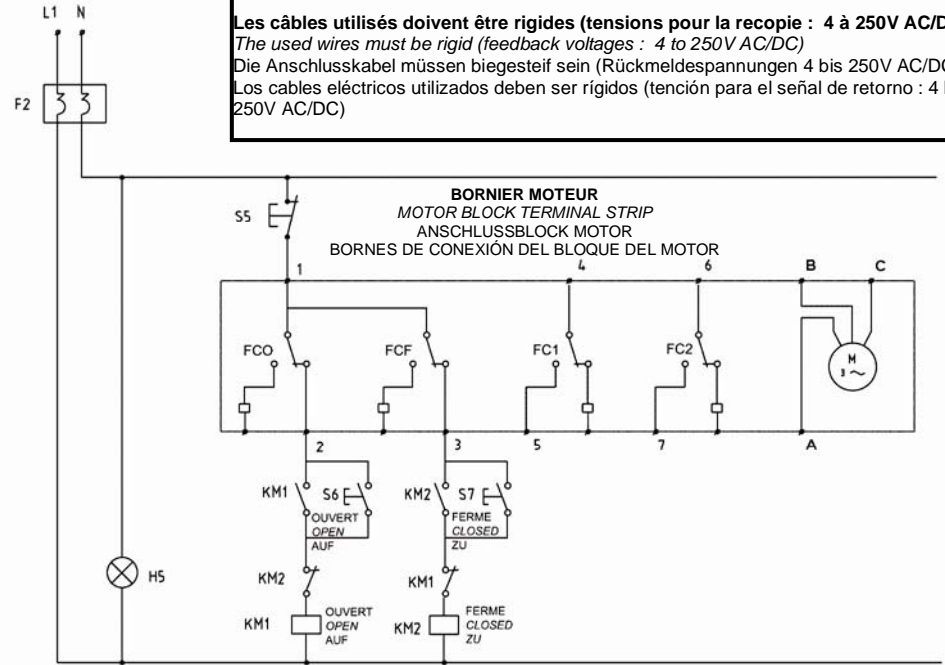 L1 N
Les câbles utilisés doivent être rigides (tensions pour la recopie : 4 à 250V AC/D
The used wires must be rigid (feedback voltages : 4 to 250V AC/DC)
Die Anschlusskabel müssen biegesteif sein (Rückmeldespannungen 4 bis 250V AC/DC
Los cables eléctricos utilizados deben ser rígidos (tención para el señal de retorno : 4
250V AC/DC)
F2
S5
BORNIER MOTEUR
MOTOR BLOCK TERMINAL STRIP
ANSCHLUSSBLOCK MOTOR
BORNES DE CONEXIÓN DEL BLOQUE DEL MOTOR
1 4 6 B C
FCO FCF FC1 FC2 M
3 ~
2 3 5 7 A
KM1 S6 KM2 S7
OUVERT FERME
OPEN CLOSED
AUF ZU
H5 KM2 KM1
KM1 OUVERT KM2 FERME
OPEN CLOSED
AUF ZU